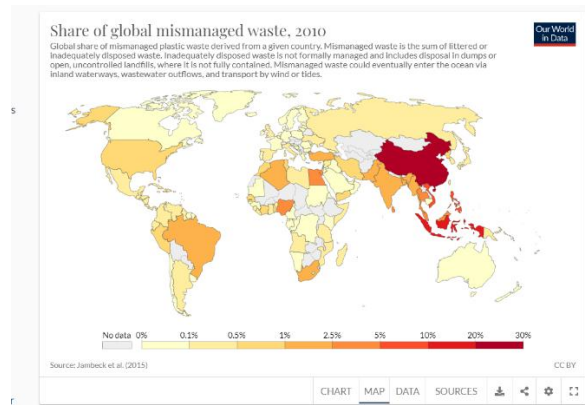 Share of global mismanaged waste, 2010
Our World
in Data
Global share of mismanaged plastic waste derived from a given country. Mismanaged waste is the sum of littered or
inadequately disposed waste. Inadequately disposed waste is not formally managed and includes disposal in dumps or
open, uncontrolled landfills, where it is not fully contained. Mismanaged waste could eventually enter the ocean via
inland waterways, wastewater outflows, and transport by wind or tides.
s
No data 0% 0.1% 0.5% 1% 2.5% 5% 10% 20% 30%
Source: Jambeck et al. (2015) CC BY
CHART MAP DATA SOURCES
r